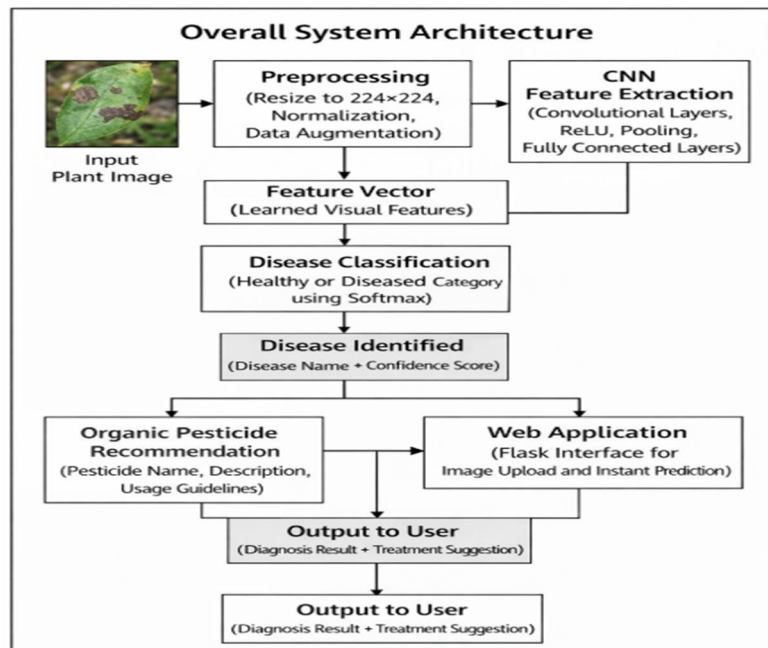 Overall System Architecture
Input
Plant Image
Preprocessing
(Resize to 224×224,
Normalization,
Data Augmentation)
CNN
Feature Extraction
(Convolutional Layers,
ReLU, Pooling,
Fully Connected Layers)
Feature Vector
(Learned Visual Features)
Disease Classification
(Healthy or Diseased Category
using Softmax)
Disease Identified
(Disease Name + Confidence Score)
Organic Pesticide
Recommendation
(Pesticide Name, Description,
Usage Guidelines)
Web Application
(Flask Interface for
Image Upload and Instant Prediction)
Output to User
(Diagnosis Result + Treatment Suggestion)
Output to User
(Diagnosis Result + Treatment Suggestion)